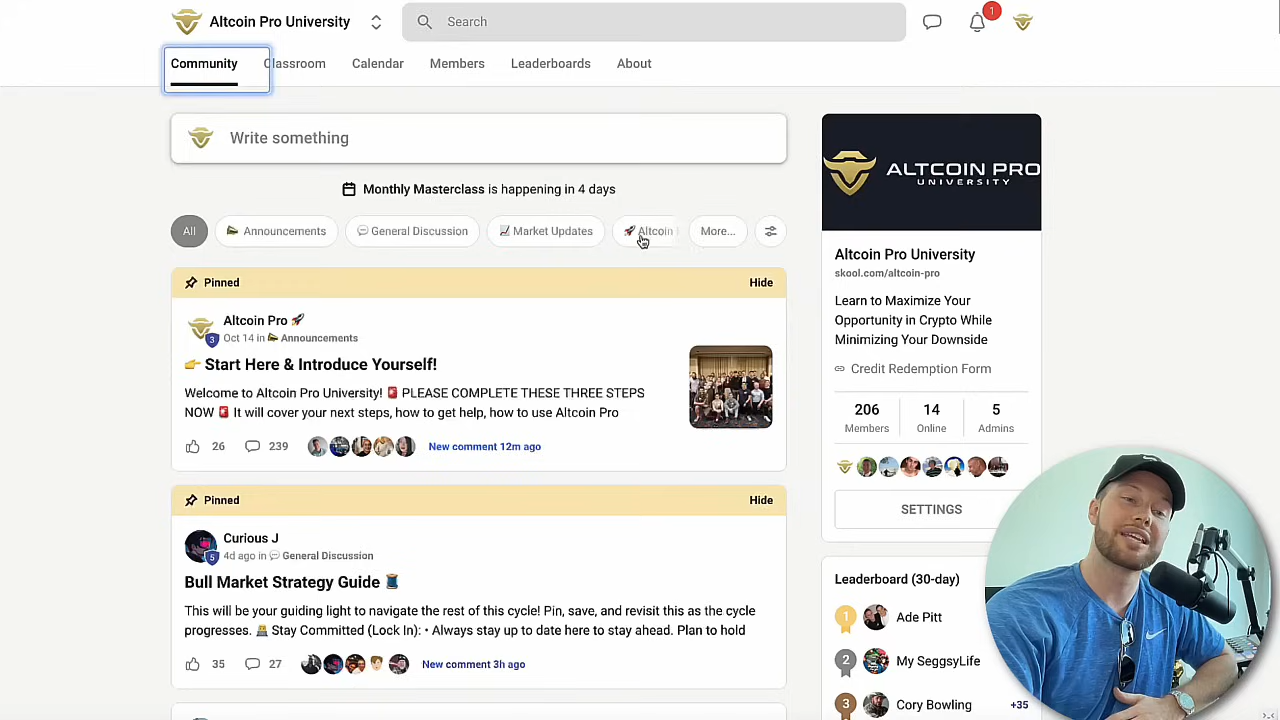 Altcoin Pro University
Search
1
Community
Classroom
Calendar
Members
Leaderboards
About
Write something
Monthly Masterclass is happening in 4 days
All
Announcements
General Discussion
Market Updates
Altcoin
More...
Pinned
Hide
Altcoin Pro 🚀
3
Oct 14 in Announcements
👉 Start Here & Introduce Yourself!
Welcome to Altcoin Pro University! 🚨 PLEASE COMPLETE THESE THREE STEPS
NOW 🚨 It will cover your next steps, how to get help, how to use Altcoin Pro
26
239
New comment 12m ago
Pinned
Hide
Curious J
5
4d ago in General Discussion
Bull Market Strategy Guide 🧵
This will be your guiding light to navigate the rest of this cycle! Pin, save, and revisit this as the cycle
progresses. Stay Committed (Lock In): • Always stay up to date here to stay ahead. Plan to hold
35
27
New comment 3h ago
ALTCOIN PRO
UNIVERSITY
Altcoin Pro University
skool.com/altcoin-pro
Learn to Maximize Your
Opportunity in Crypto While
Minimizing Your Downside
Credit Redemption Form
206
Members
14
Online
5
Admins
SETTINGS
Leaderboard (30-day)
1
Ade Pitt
2
My SeggsyLife
3
Cory Bowling
+35